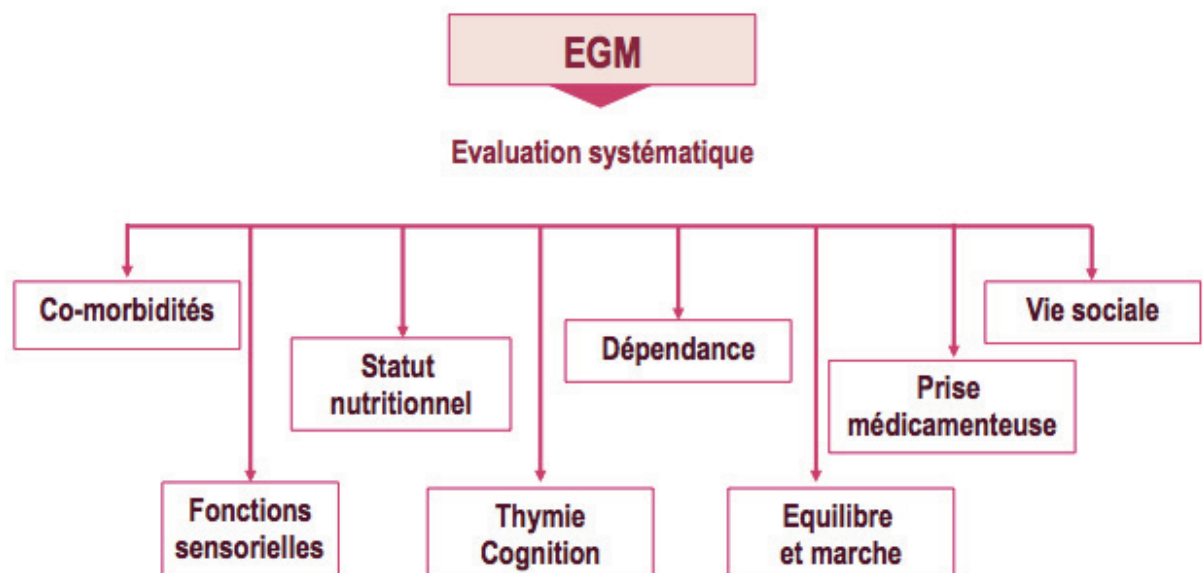 EGM
Evaluation systématique
Co-morbidités
Fonctions
sensorielles
Statut
nutritionnel
Thymie
Cognition
Dépendance
Equilibre
et marche
Prise
médicamenteuse
Vie sociale